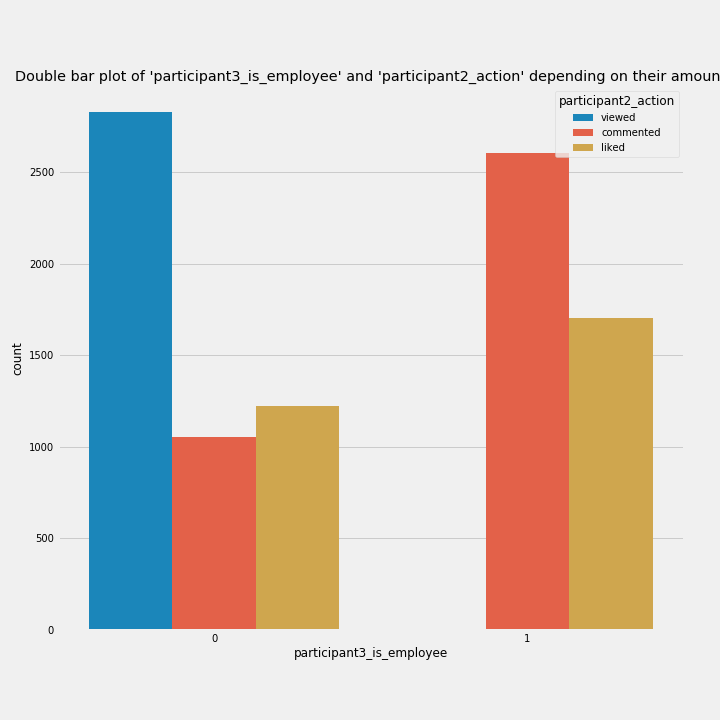 Double bar plot of 'participant3_is_employee' and 'participant2_action' depending on their amoun
participant2_action
viewed
commented
liked
2500
2000
1500
1000
500
0
count
0 1
participant3_is_employee